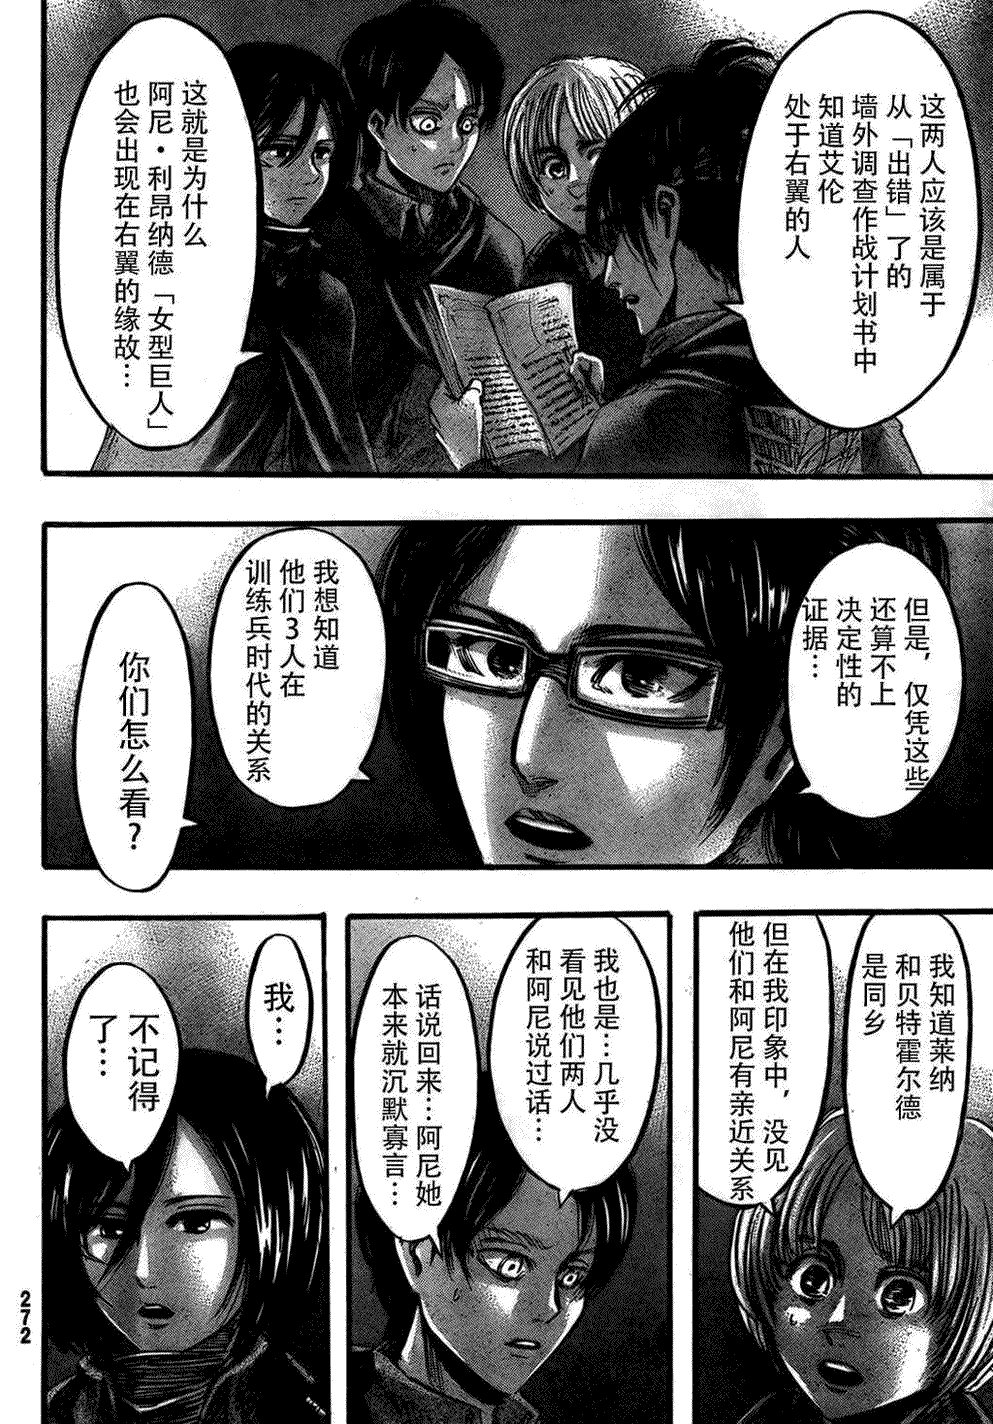 这两人应该是属于
从「出错」了的
墙外调查作战计划书中
知道艾伦
处于右翼的人
这就是为什么
阿尼·利昂纳德「女型巨人」
也会出现在右翼的缘故…
但是，仅凭这些
还算不上
决定性的
证据…
我想知道
他们3人在
训练兵时代的关系
你们怎么看？
我知道莱纳
和贝特霍尔德
是同乡
但在我印象中，没见
他们和阿尼有亲近关系
我也是…几乎没
看见他们两人
和阿尼说过话…
话说回来…阿尼她
本来就沉默寡言…
我…
不记得
了…
272